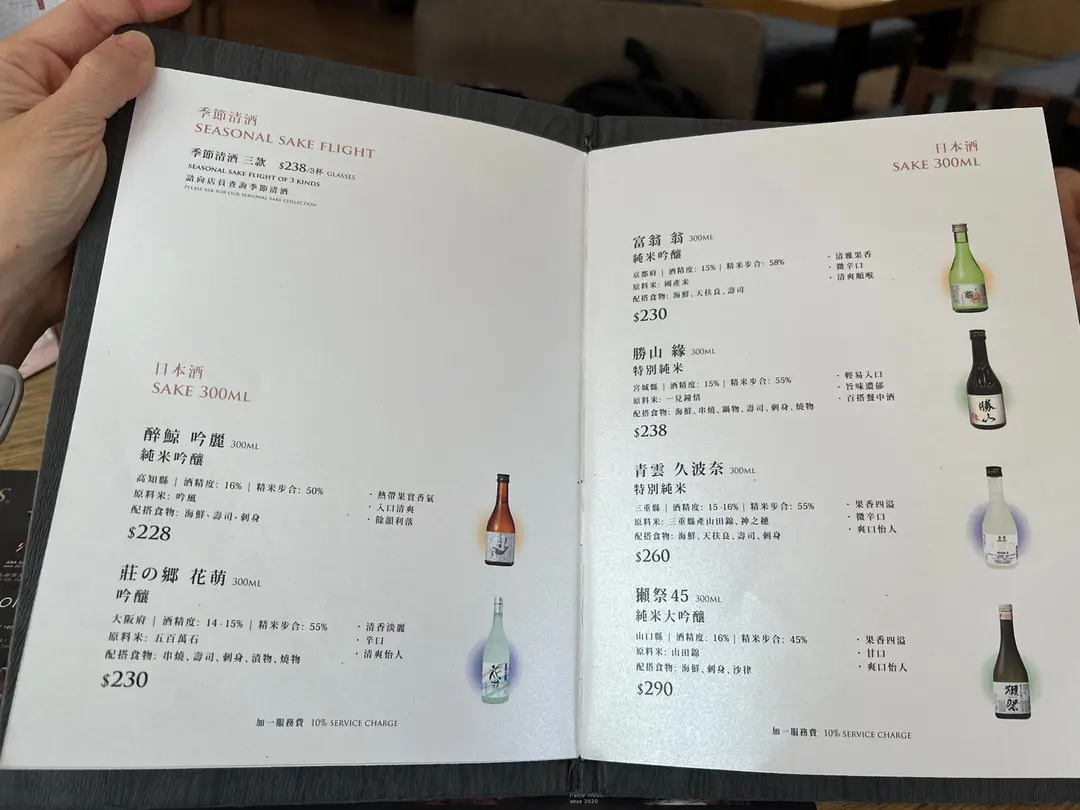 季節清酒
SEASONAL SAKE FLIGHT
季節清酒 三款 $238/3杯 GLASSES
SEASONAL SAKE FLIGHT OF 3 KINDS
請向店員查詢季節清酒
PLEASE ASK FOR OUR SEASONAL SAKE COLLECTION
日本酒
SAKE 300ML
醉鯨 吟麗 300ML
純米吟釀
高知縣 | 酒精度: 16% | 精米步合: 50%
原料米: 吟風
配搭食物: 海鮮、壽司、刺身
$228
· 熱帶果實香氣
· 入口清爽
· 餘韻利落
莊の郷 花萌 300ML
吟釀
大阪府 | 酒精度: 14-15% | 精米步合: 55%
原料米: 五百萬石
配搭食物: 串燒、壽司、刺身、漬物、燒物
$230
· 清香淡麗
· 辛口
· 清爽怡人
加一服務費 10% SERVICE CHARGE
日本酒
SAKE 300ML
富翁 翁 300ML
純米吟釀
京都府 | 酒精度: 15% | 精米步合: 58%
原料米: 國產米
配搭食物: 海鮮、天扶良、壽司
$230
· 清雅果香
· 微辛口
· 清爽順喉
勝山 緣 300ML
特別純米
宮城縣 | 酒精度: 15% | 精米步合: 55%
原料米: 一見鐘情
配搭食物: 海鮮、串燒、鍋物、壽司、刺身、燒物
$238
· 輕易入口
· 旨味濃郁
· 百搭餐中酒
勝山
青雲 久波奈 300ML
特別純米
三重縣 | 酒精度: 15-16% | 精米步合: 55%
原料米: 三重縣產山田錦、神之穗
配搭食物: 海鮮、天扶良、壽司、刺身
$260
· 果香四溢
· 微辛口
· 爽口怡人
獺祭45 300ML
純米大吟釀
山口縣 | 酒精度: 16% | 精米步合: 45%
原料米: 山田錦
配搭食物: 海鮮、刺身、沙律
$290
· 果香四溢
· 甘口
· 爽口怡人
獺祭
加一服務費 10% SERVICE CHARGE
since 2020